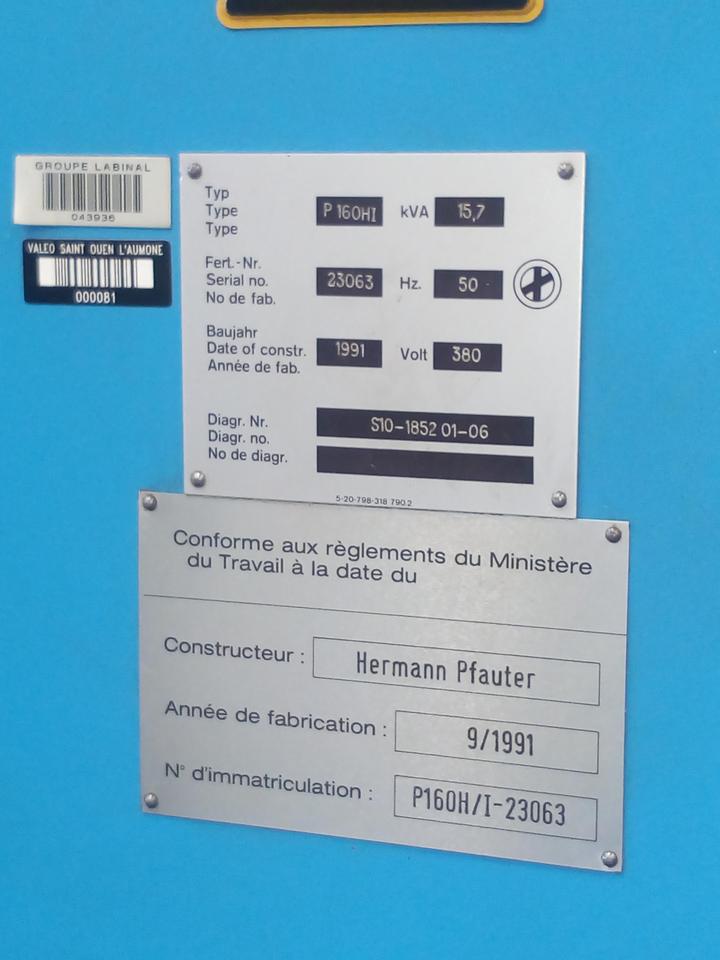 GROUPE LABINAL
043936
VALEO SAINT OUEN L'AUMONE
000081
Typ
Type P 160HI kVA 15,7
Type
Fert.-Nr.
Serial no. 23063 Hz. 50
No de fab.
Baujahr
Date of constr. 1991 Volt 380
Année de fab.
Diagr. Nr. S10-1852 01-06
Diagr. no.
No de diagr.
5-20-798-318 790.2
Conforme aux règlements du Ministère
du Travail à la date du
Constructeur : Hermann Pfauter
Année de fabrication : 9/1991
N° d'immatriculation : P160H/I-23063